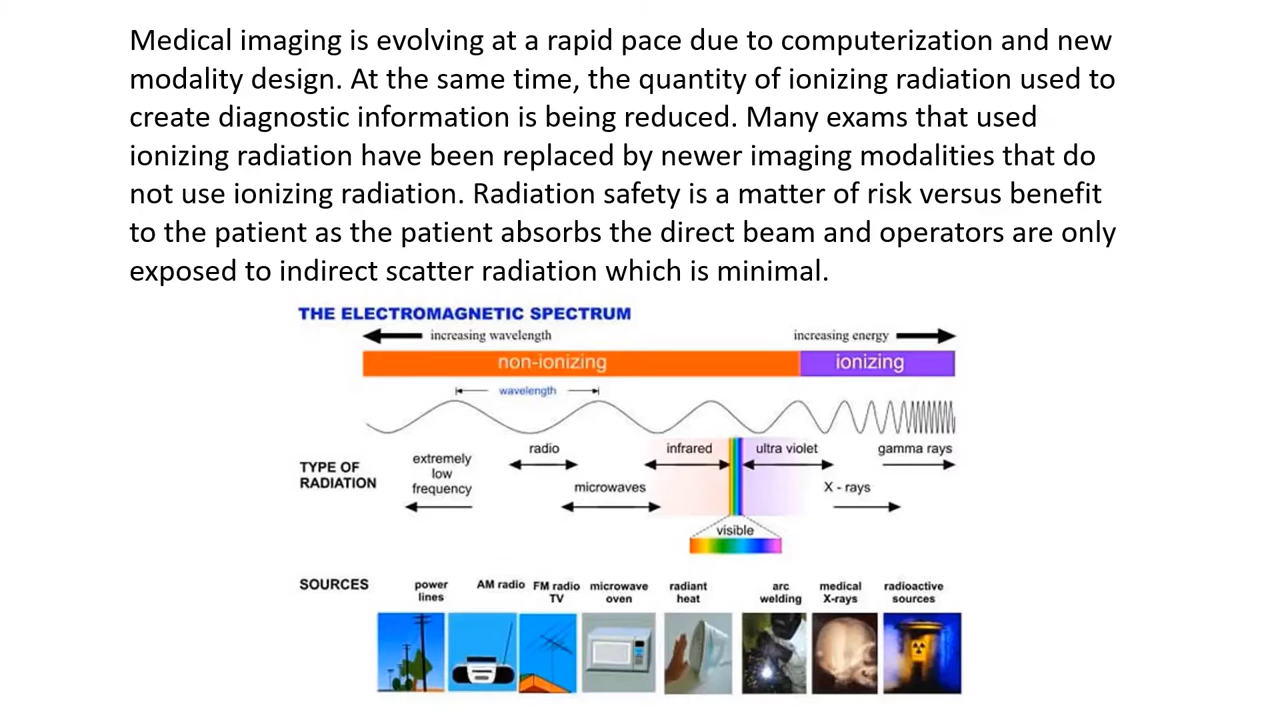 Medical imaging is evolving at a rapid pace due to computerization and new
modality design. At the same time, the quantity of ionizing radiation used to
create diagnostic information is being reduced. Many exams that used
ionizing radiation have been replaced by newer imaging modalities that do
not use ionizing radiation. Radiation safety is a matter of risk versus benefit
to the patient as the patient absorbs the direct beam and operators are only
exposed to indirect scatter radiation which is minimal.
THE ELECTROMAGNETIC SPECTRUM
increasing wavelength
increasing energy
non-ionizing
ionizing
wavelength
TYPE OF
RADIATION
extremely
low
frequency
radio
microwaves
infrared
visible
ultra violet
X - rays
gamma rays
SOURCES
power
lines
AM radio
FM radio
TV
microwave
oven
radiant
heat
arc
welding
medical
X-rays
radioactive
sources